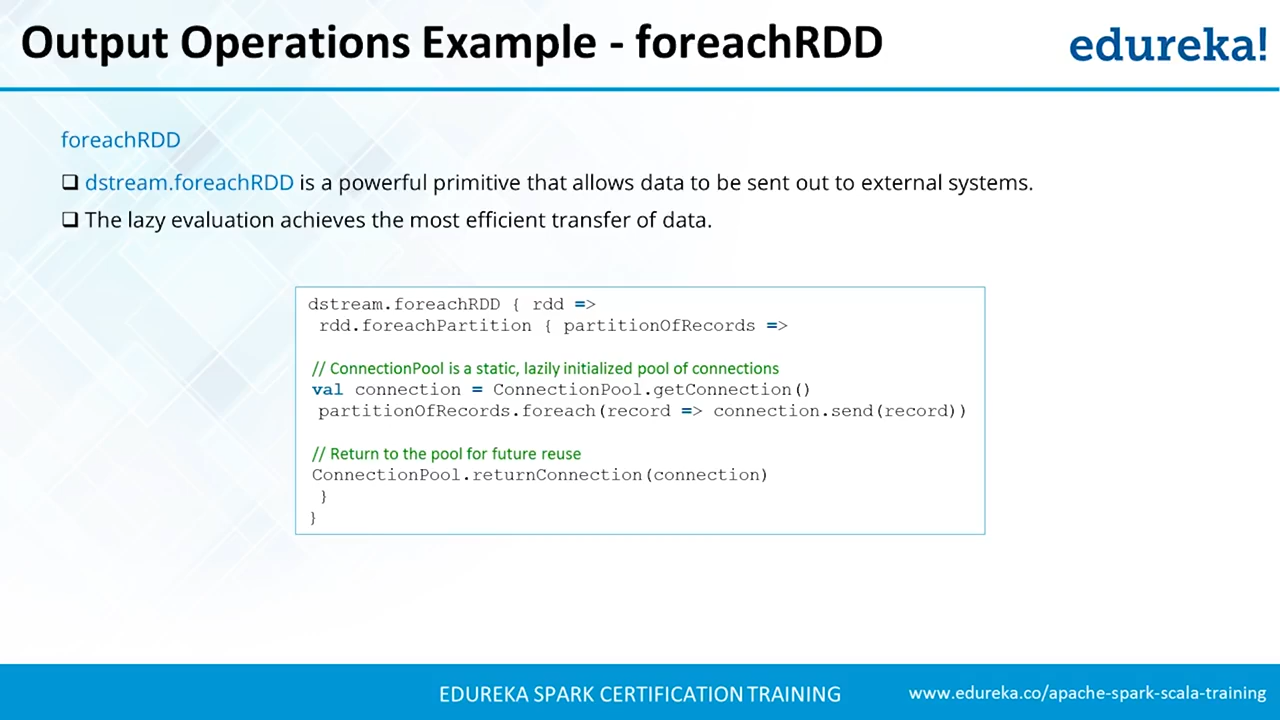 Output Operations Example - foreachRDD
edureka!
foreachRDD
❑ dstream.foreachRDD is a powerful primitive that allows data to be sent out to external systems.
❑ The lazy evaluation achieves the most efficient transfer of data.
dstream.foreachRDD { rdd =>
rdd.foreachPartition { partitionOfRecords =>
// ConnectionPool is a static, lazily initialized pool of connections
val connection = ConnectionPool.getConnection()
partitionOfRecords.foreach(record => connection.send(record))
// Return to the pool for future reuse
ConnectionPool.returnConnection(connection)
}
}
EDUREKA SPARK CERTIFICATION TRAINING
www.edureka.co/apache-spark-scala-training